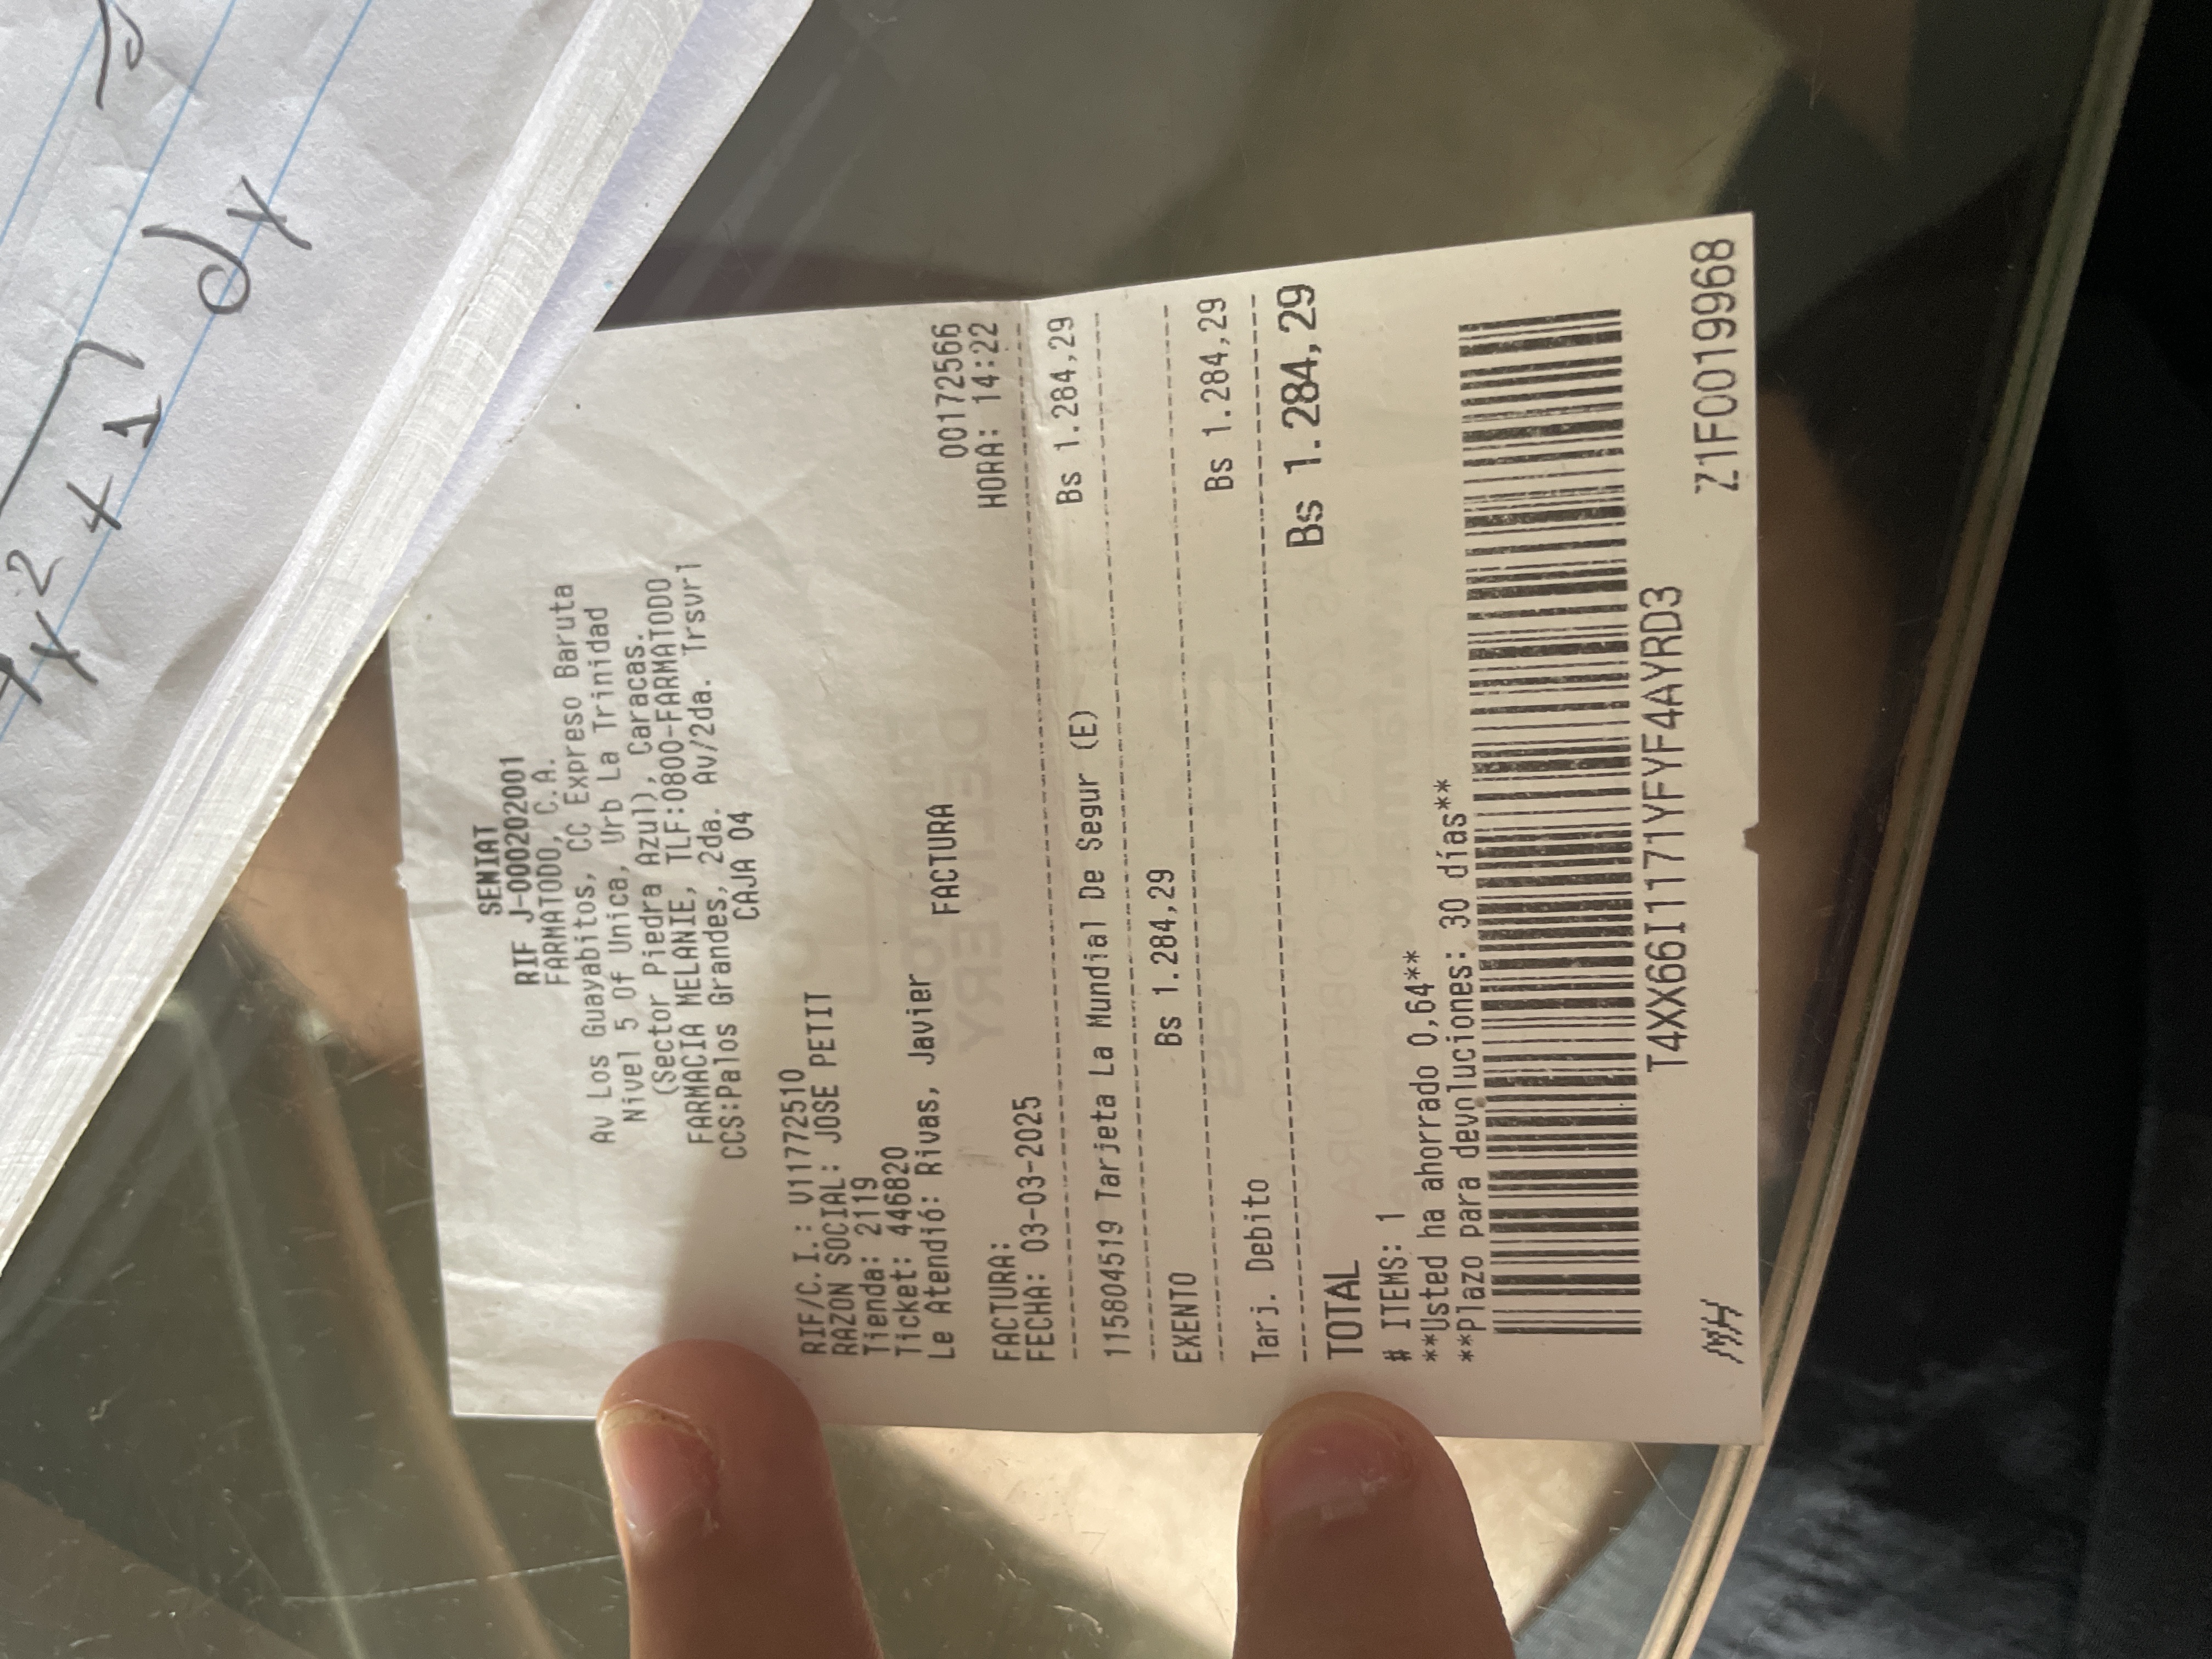 SENIAT
RIF J-000202001
FARMATODO, C.A.
Av Los Guayabitos, CC Expreso Baruta
Nivel 5 Of Unica, Urb La Trinidad
(Sector Piedra Azul), Caracas.
FARMACIA MELANIE, TLF:0800-FARMATODO
CCS:Palos Grandes, 2da. Av/2da. Trsvrl
CAJA 04
RIF/C.I.: V11772510
RAZON SOCIAL: JOSE PETIT
Tienda: 2119
Ticket: 446820
Le Atendió: Rivas, Javier
FACTURA
FACTURA: 00172566
FECHA: 03-03-2025 HORA: 14:22
115804519 Tarjeta La Mundial De Segur (E) Bs 1.284,29
EXENTO Bs 1.284,29
Tarj. Debito Bs 1.284,29
TOTAL Bs 1.284,29
# ITEMS: 1
**Usted ha ahorrado 0,64**
**Plazo para devoluciones: 30 días**
T4XX66I1171YFYF4AYRD3
MH Z1F0019968